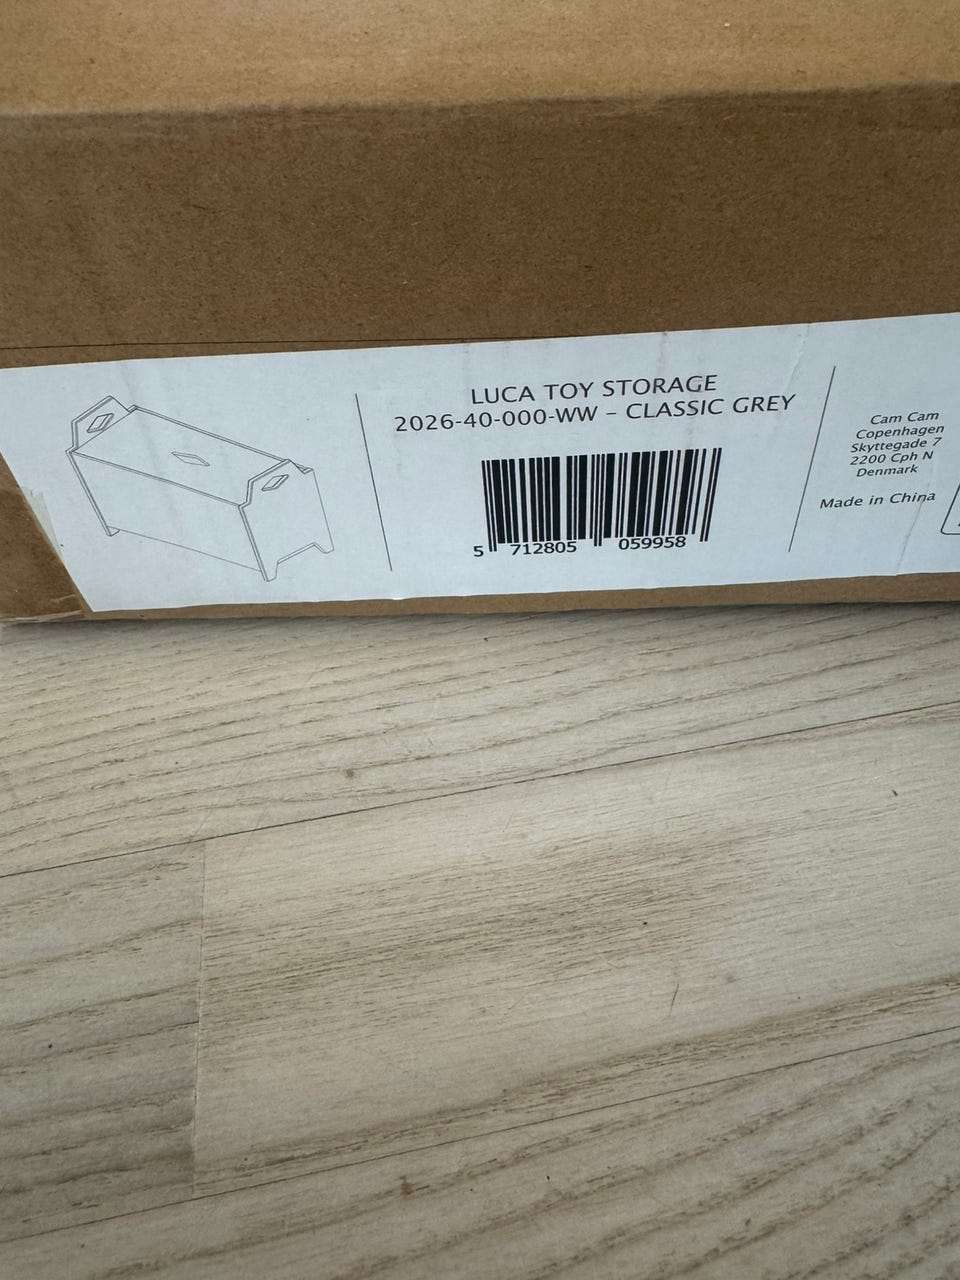 LUCA TOY STORAGE
2026-40-000-WW – CLASSIC GREY
5 712805 059958
Cam Cam
Copenhagen
Skyttegade 7
2200 Cph N
Denmark
Made in China